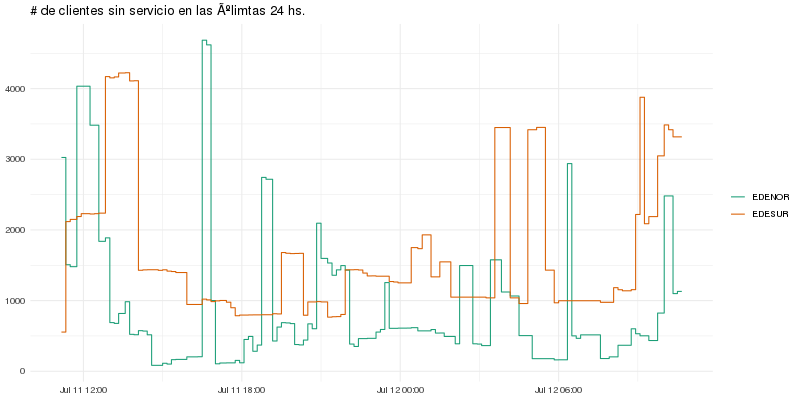 # de clientes sin servicio en las Ãºlimtas 24 hs.
4000
3000
2000
1000
0
Jul 11 12:00
Jul 11 18:00
Jul 12 00:00
Jul 12 06:00
EDENOR
EDESUR